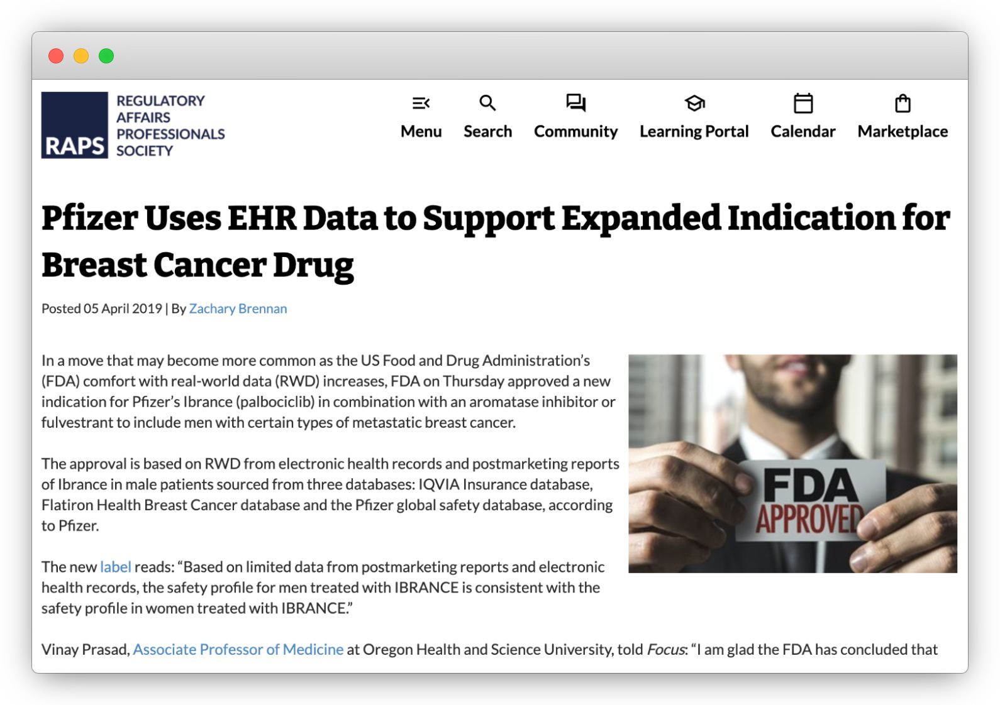 RAPS
REGULATORY
AFFAIRS
PROFESSIONALS
SOCIETY
Menu
Search
Community
Learning Portal
Calendar
Marketplace
Pfizer Uses EHR Data to Support Expanded Indication for
Breast Cancer Drug
Posted 05 April 2019 | By Zachary Brennan
In a move that may become more common as the US Food and Drug Administration’s
(FDA) comfort with real-world data (RWD) increases, FDA on Thursday approved a new
indication for Pfizer’s Ibrance (palbociclib) in combination with an aromatase inhibitor or
fulvestrant to include men with certain types of metastatic breast cancer.
The approval is based on RWD from electronic health records and postmarketing reports
of Ibrance in male patients sourced from three databases: IQVIA Insurance database,
Flatiron Health Breast Cancer database and the Pfizer global safety database, according
to Pfizer.
The new label reads: “Based on limited data from postmarketing reports and electronic
health records, the safety profile for men treated with IBRANCE is consistent with the
safety profile in women treated with IBRANCE.”
FDA
APPROVED
Vinay Prasad, Associate Professor of Medicine at Oregon Health and Science University, told Focus: “I am glad the FDA has concluded that